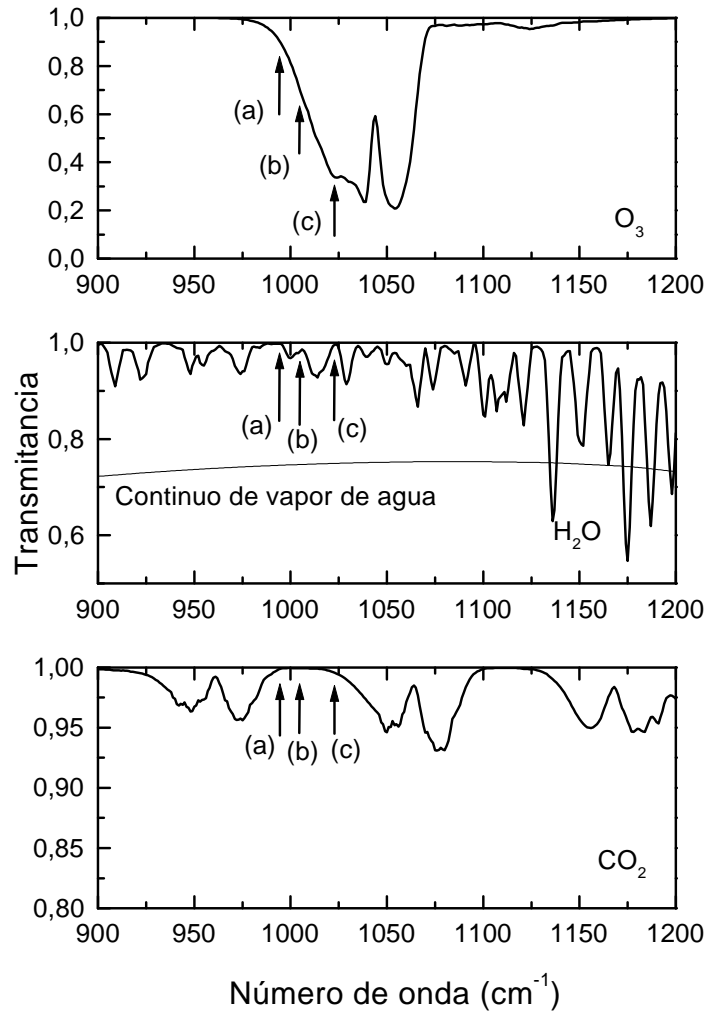 1,0
0,8
0,6
0,4
0,2
0,0
(a)
(b)
(c)
O₃
900 950 1000 1050 1100 1150 1200
1,0
0,8
0,6
(a) (b) (c)
Continuo de vapor de agua
H₂O
900 950 1000 1050 1100 1150 1200
Transmitancia
1,00
0,95
0,90
0,85
0,80
(a) (b) (c)
CO₂
900 950 1000 1050 1100 1150 1200
Número de onda (cm⁻¹)